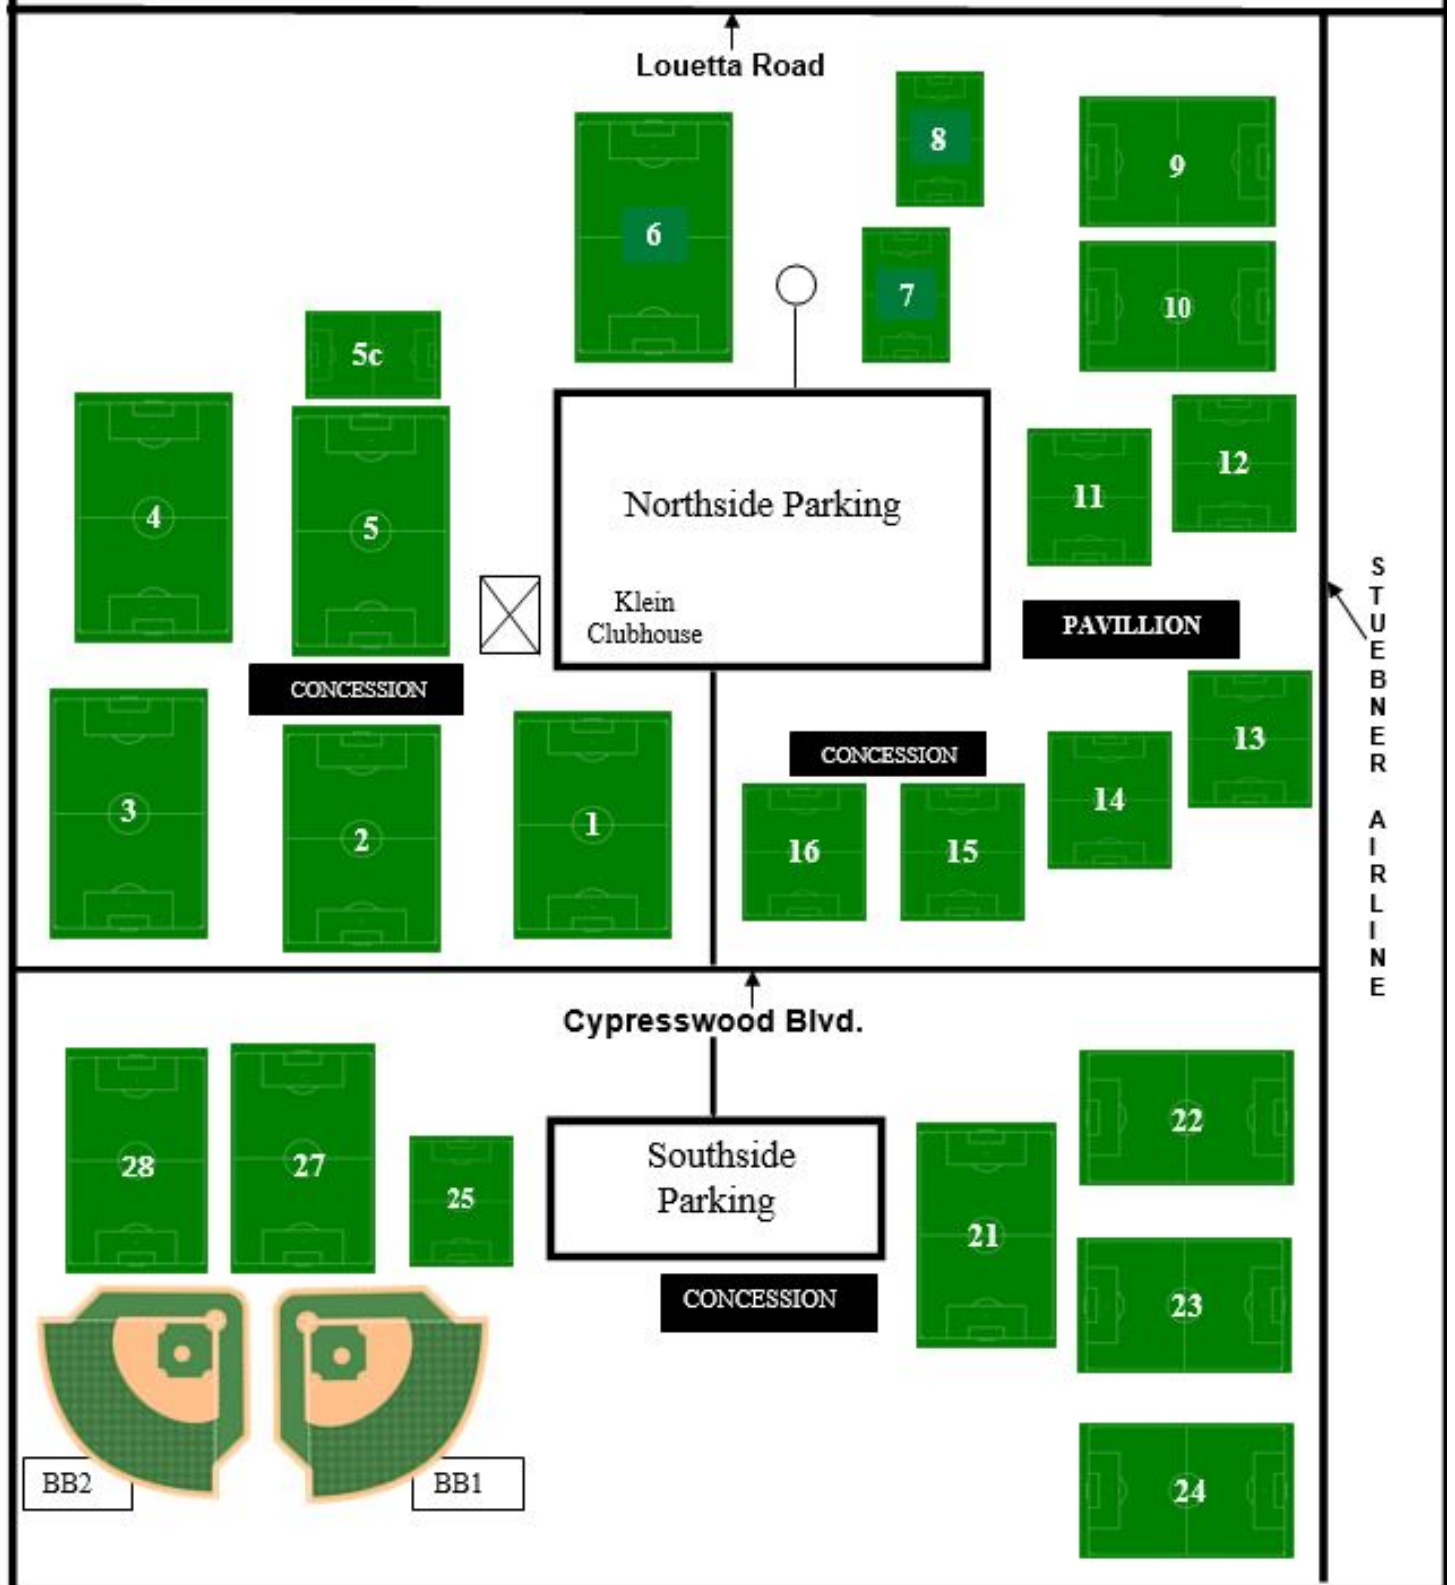 Louetta Road
8
9
6
7
10
5c
4
5
Northside Parking
11
12
Klein
Clubhouse
PAVILLION
STUEBNER AIRLINE
CONCESSION
CONCESSION
13
14
3
2
1
16
15
Cypresswood Blvd.
28
27
25
Southside
Parking
21
22
23
CONCESSION
BB2
BB1
24